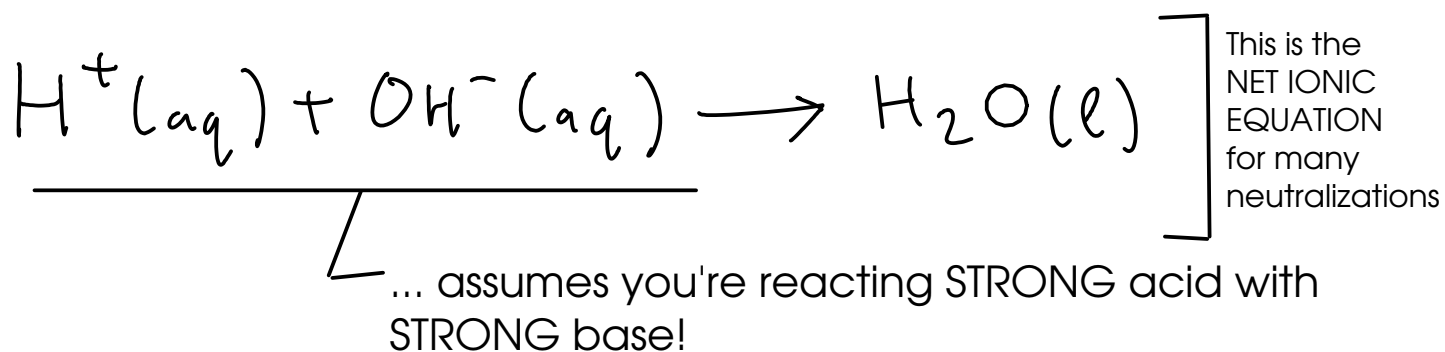 H⁺(aq) + OH⁻(aq) ⟶ H₂O(l)
This is the
NET IONIC
EQUATION
for many
neutralizations
... assumes you're reacting STRONG acid with
STRONG base!